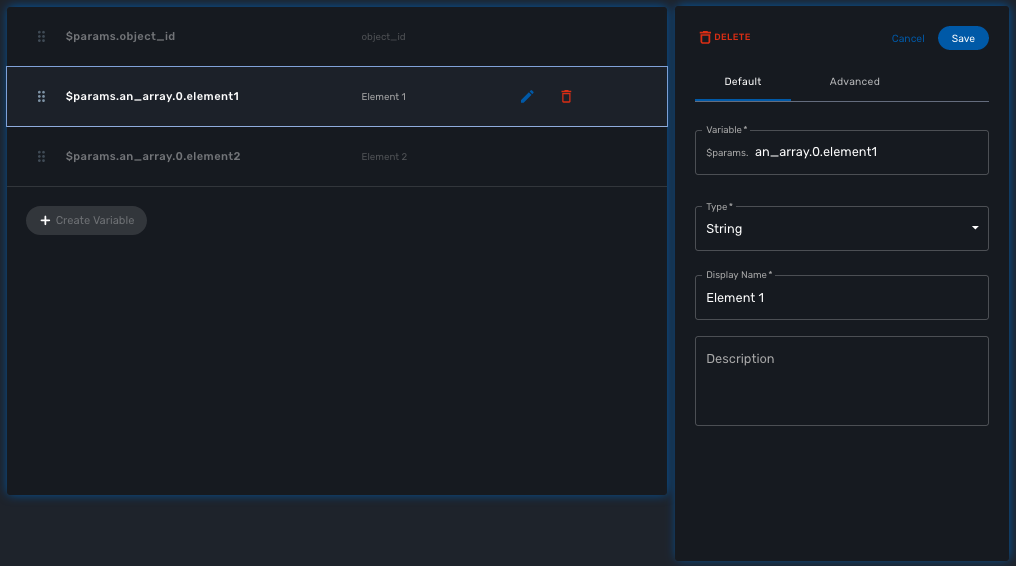 $params.object_id object_id
$params.an_array.0.element1 Element 1
$params.an_array.0.element2 Element 2
+ Create Variable
DELETE Cancel Save
Default Advanced
Variable *
$params. an_array.0.element1
Type *
String
Display Name *
Element 1
Description